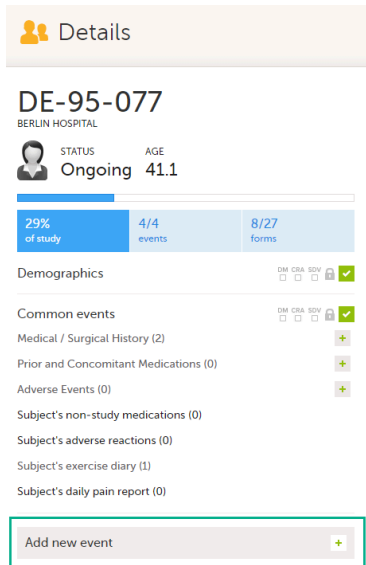 Details
DE-95-077
BERLIN HOSPITAL
STATUS AGE
Ongoing 41.1
29% 4/4 8/27
of study events forms
Demographics DM CRA SDV
Common events DM CRA SDV
Medical / Surgical History (2) +
Prior and Concomitant Medications (0) +
Adverse Events (0) +
Subject's non-study medications (0)
Subject's adverse reactions (0)
Subject's exercise diary (1)
Subject's daily pain report (0)
Add new event +